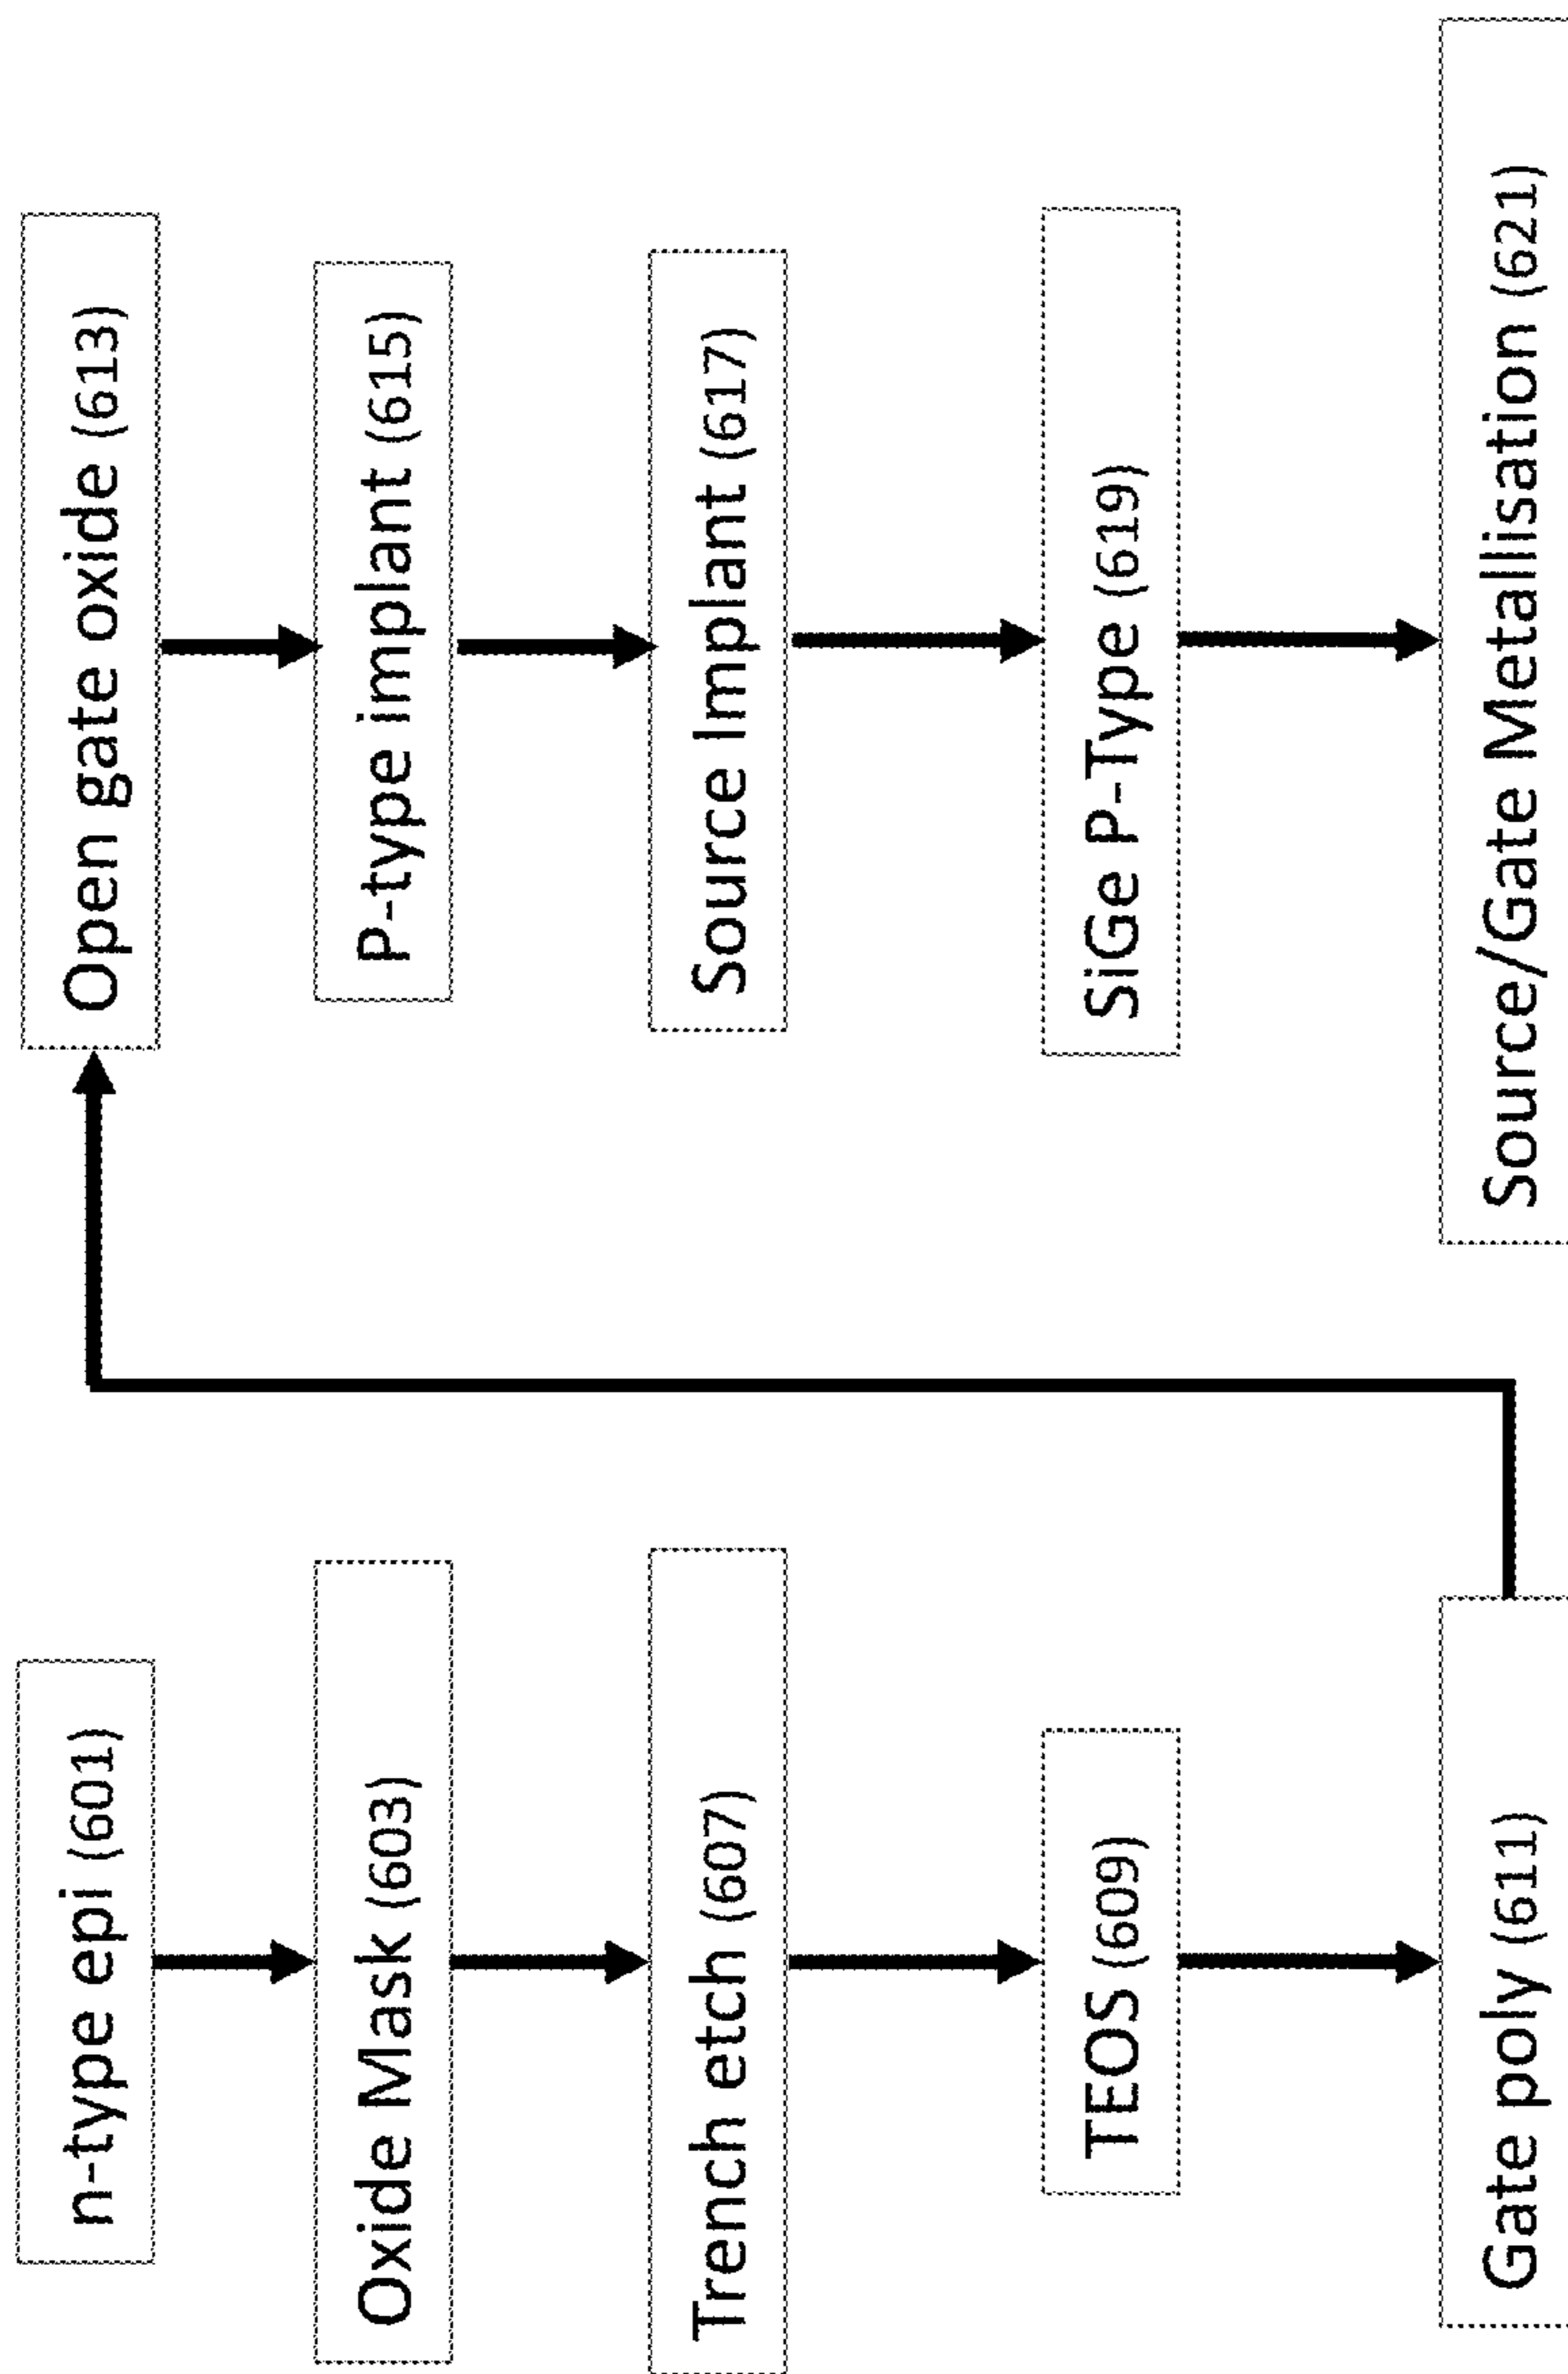 n-type epi (601)
Oxide Mask (603)
Trench etch (607)
TEOS (609)
Gate poly (611)
Open gate oxide (613)
P-type implant (615)
Source Implant (617)
SiGe P-Type (619)
Source/Gate Metallisation (621)